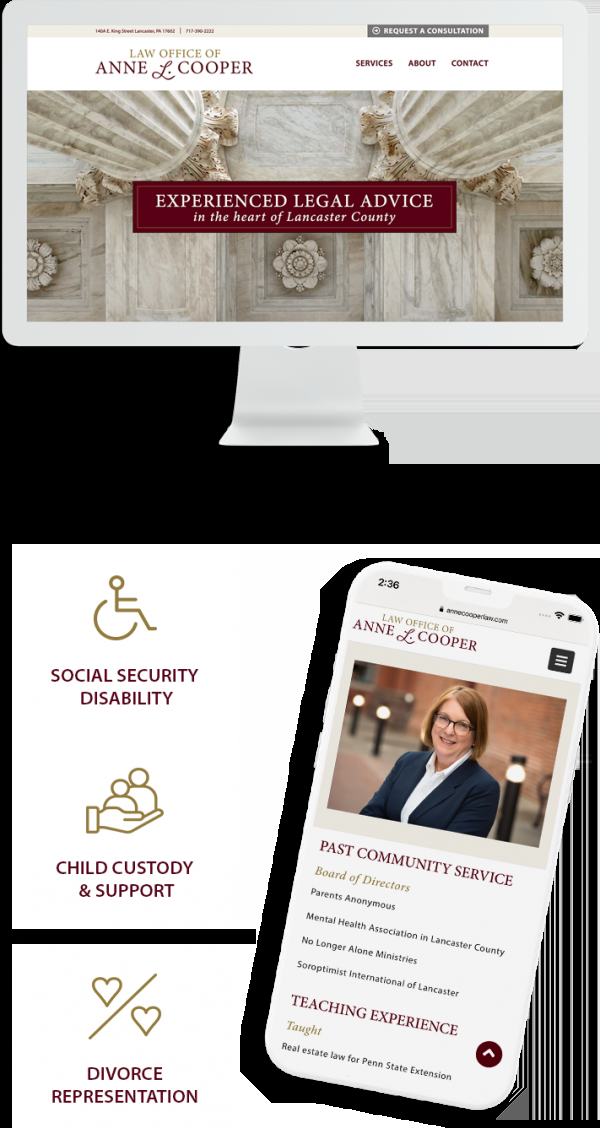 140A E. King Street Lancaster, PA 17602 | 717-390-2222
REQUEST A CONSULTATION
LAW OFFICE OF
ANNE L. COOPER
SERVICES ABOUT CONTACT
EXPERIENCED LEGAL ADVICE
in the heart of Lancaster County
SOCIAL SECURITY
DISABILITY
CHILD CUSTODY
& SUPPORT
DIVORCE
REPRESENTATION
2:36
annecooperlaw.com
LAW OFFICE OF
ANNE L. COOPER
PAST COMMUNITY SERVICE
Board of Directors
Parents Anonymous
Mental Health Association in Lancaster County
No Longer Alone Ministries
Soroptimist International of Lancaster
TEACHING EXPERIENCE
Taught
Real estate law for Penn State Extension